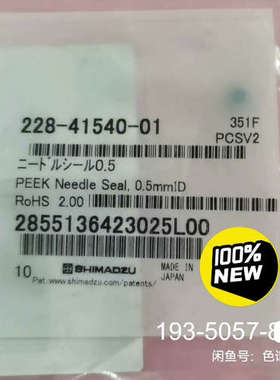 228-41540-01
351F
PCSV2
ニードルシール0.5
PEEK Needle Seal, 0.5mmID
RoHS 2.00
2855136423025L00
100%
NEW
10
SHIMADZU
MADE IN
JAPAN
Pat.www.shimadzu.com/patents/
193-5057-8
闲鱼号：色谱